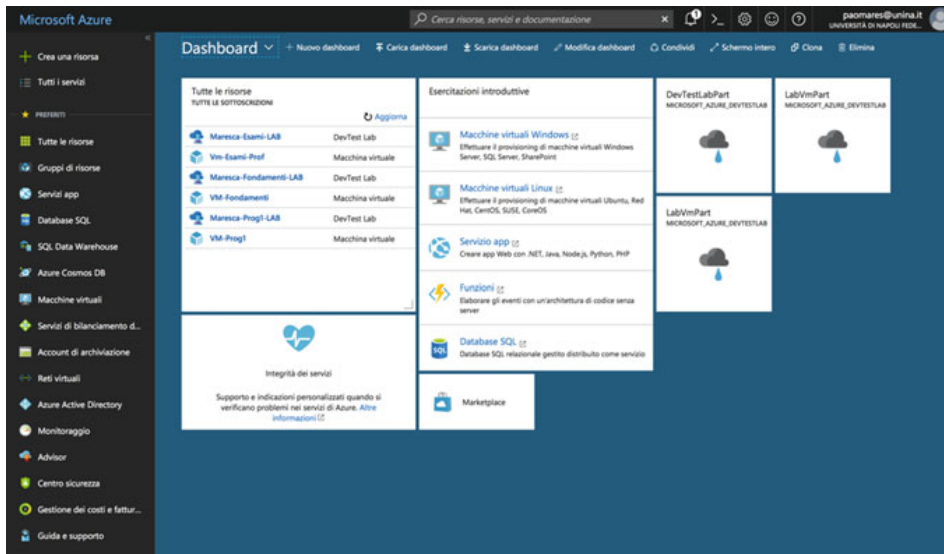 Microsoft Azure
Cerca risorse, servizi e documentazione
1
paomares@unina.it
UNIVERSITÀ DI NAPOLI FEDE...
Crea una risorsa
Tutti i servizi
PREFERITI
Tutte le risorse
Gruppi di risorse
Servizi app
Database SQL
SQL Data Warehouse
Azure Cosmos DB
Macchine virtuali
Servizi di bilanciamento d...
Account di archiviazione
Reti virtuali
Azure Active Directory
Monitoraggio
Advisor
Centro sicurezza
Gestione dei costi e fattur...
Guida e supporto
Dashboard
Nuovo dashboard
Carica dashboard
Scarica dashboard
Modifica dashboard
Condividi
Schermo intero
Clona
Elimina
Tutte le risorse
TUTTE LE SOTTOSCRIZIONI
Aggiorna
Maresca-Esami-LAB DevTest Lab
Vm-Esami-Prof Macchina virtuale
Maresca-Fondamenti-LAB DevTest Lab
VM-Fondamenti Macchina virtuale
Maresca-Prog1-LAB DevTest Lab
VM-Prog1 Macchina virtuale
Integrità dei servizi
Supporto e indicazioni personalizzati quando si
verificano problemi nei servizi di Azure. Altre
informazioni
Esercitazioni introduttive
Macchine virtuali Windows
Effettuare il provisioning di macchine virtuali Windows
Server, SQL Server, SharePoint
Macchine virtuali Linux
Effettuare il provisioning di macchine virtuali Ubuntu, Red
Hat, CentOS, SUSE, CoreOS
Servizio app
Creare app Web con .NET, Java, Node.js, Python, PHP
Funzioni
Elaborare gli eventi con un'architettura di codice senza
server
SQL
Database SQL
Database SQL relazionale gestito distribuito come servizio
Marketplace
DevTestLabPart
MICROSOFT_AZURE_DEVTESTLAB
LabVmPart
MICROSOFT_AZURE_DEVTESTLAB
LabVmPart
MICROSOFT_AZURE_DEVTESTLAB